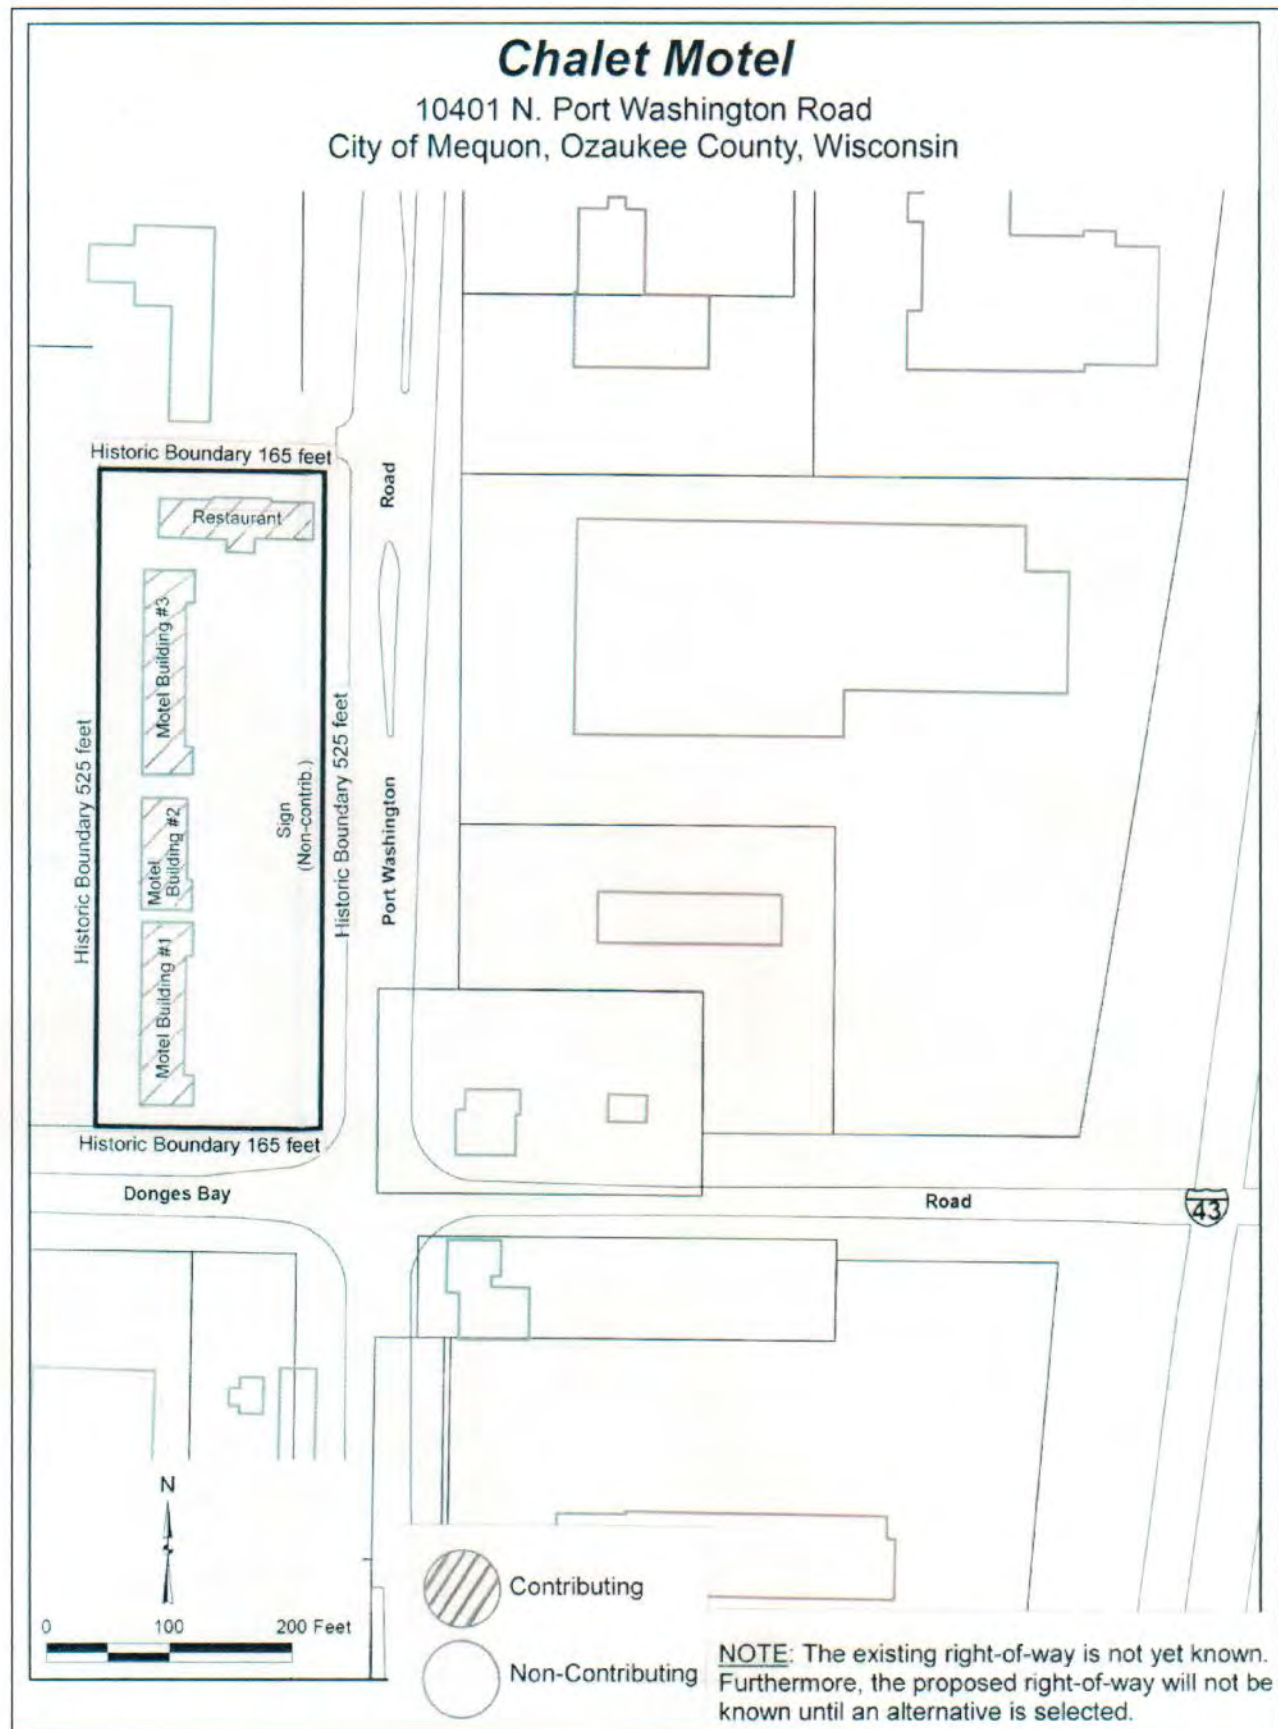 Chalet Motel
10401 N. Port Washington Road
City of Mequon, Ozaukee County, Wisconsin
Historic Boundary 165 feet
Restaurant
Road
Motel Building #3
Historic Boundary 525 feet
Sign
(Non-contrib.)
Historic Boundary 525 feet
Port Washington
Motel
Building #2
Motel Building #1
Historic Boundary 165 feet
Donges Bay
Road
43
N
0 100 200 Feet
Contributing
Non-Contributing
NOTE: The existing right-of-way is not yet known.
Furthermore, the proposed right-of-way will not be
known until an alternative is selected.